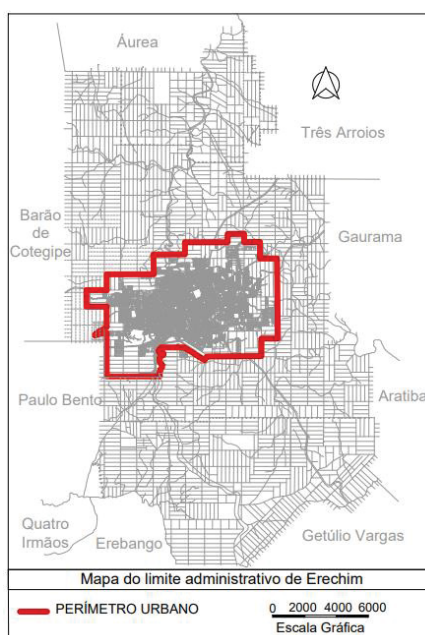 Áurea
Três Arroios
Barão
de
Cotegipe
Gaurama
Paulo Bento
Aratiba
Quatro
Irmãos
Erebango
Getúlio Vargas
Mapa do limite administrativo de Erechim
PERÍMETRO URBANO
0 2000 4000 6000
Escala Gráfica